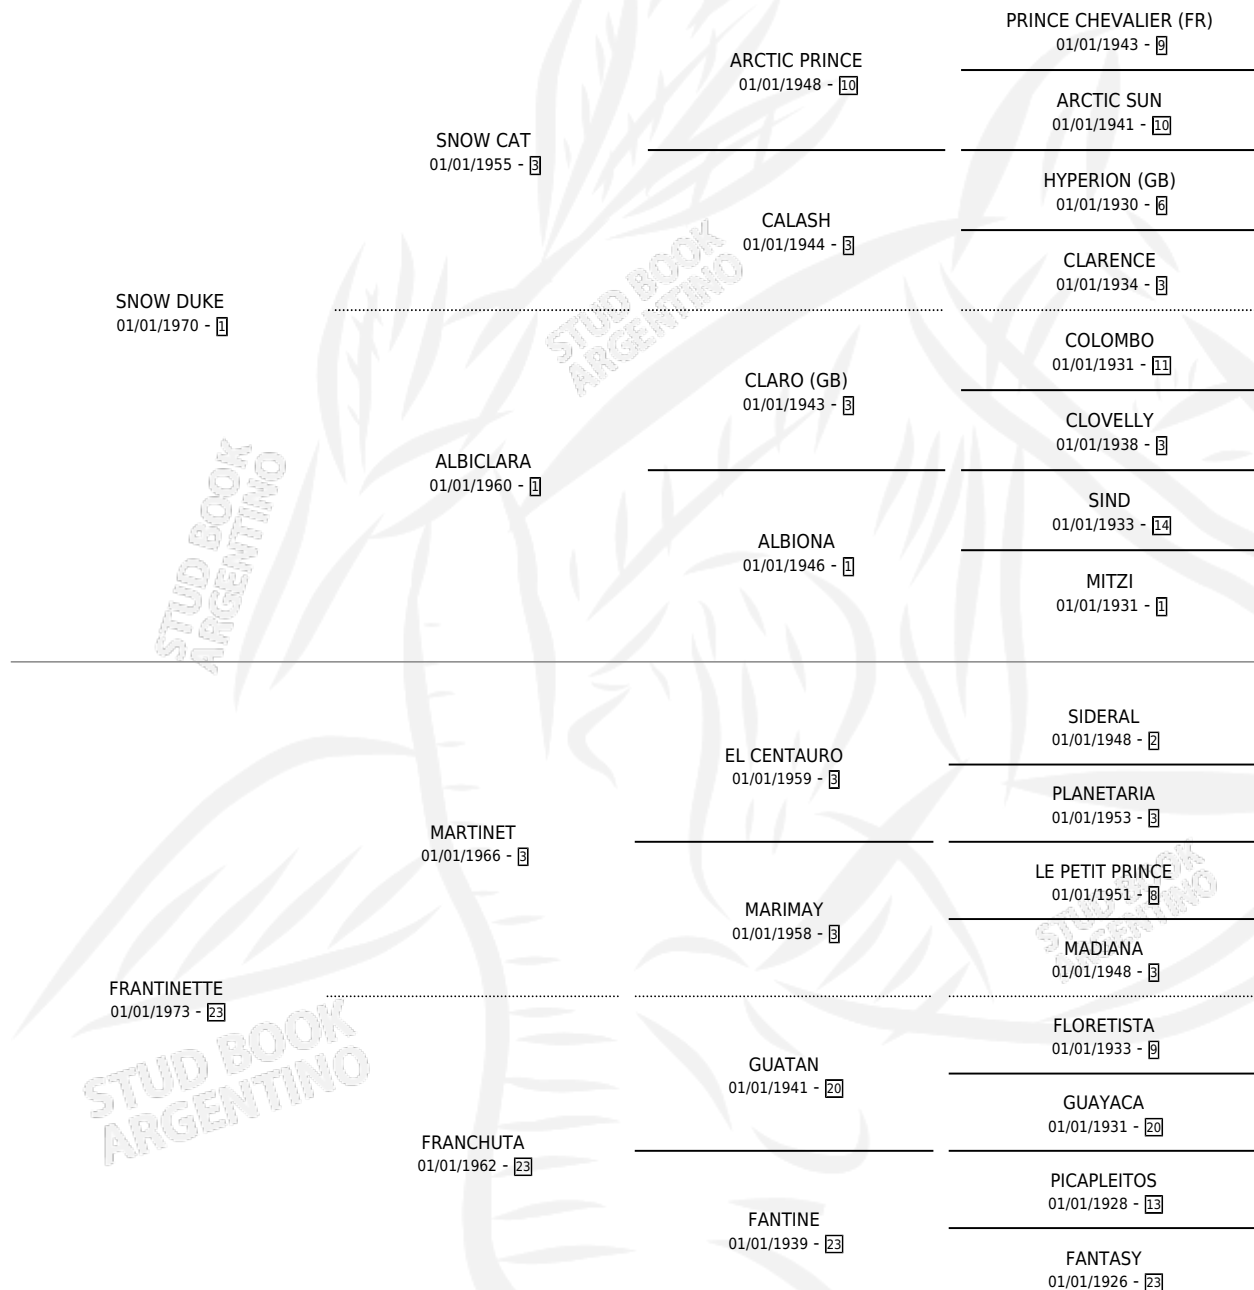 PRINCE CHEVALIER (FR)
01/01/1943 - 9
ARCTIC PRINCE
01/01/1948 - 10
ARCTIC SUN
01/01/1941 - 10
SNOW CAT
01/01/1955 - 3
HYPERION (GB)
01/01/1930 - 6
CALASH
01/01/1944 - 3
CLARENCE
01/01/1934 - 3
SNOW DUKE
01/01/1970 - 1
COLOMBO
01/01/1931 - 11
CLARO (GB)
01/01/1943 - 3
CLOVELLY
01/01/1938 - 3
ALBICLARA
01/01/1960 - 1
SIND
01/01/1933 - 14
ALBIONA
01/01/1946 - 1
MITZI
01/01/1931 - 1
SIDERAL
01/01/1948 - 2
EL CENTAURO
01/01/1959 - 3
PLANETARIA
01/01/1953 - 3
MARTINET
01/01/1966 - 3
LE PETIT PRINCE
01/01/1951 - 8
MARIMAY
01/01/1958 - 3
MADIANA
01/01/1948 - 3
FRANTINETTE
01/01/1973 - 23
FLORETISTA
01/01/1933 - 9
GUATAN
01/01/1941 - 20
GUAYACA
01/01/1931 - 20
FRANCHUTA
01/01/1962 - 23
PICAPLEITOS
01/01/1928 - 13
FANTINE
01/01/1939 - 23
FANTASY
01/01/1926 - 23
STUD BOOK
ARGENTINO
STUD BOOK
ARGENTINO
STUD BOOK
ARGENTINO
STUD BOOK
ARGENTINO